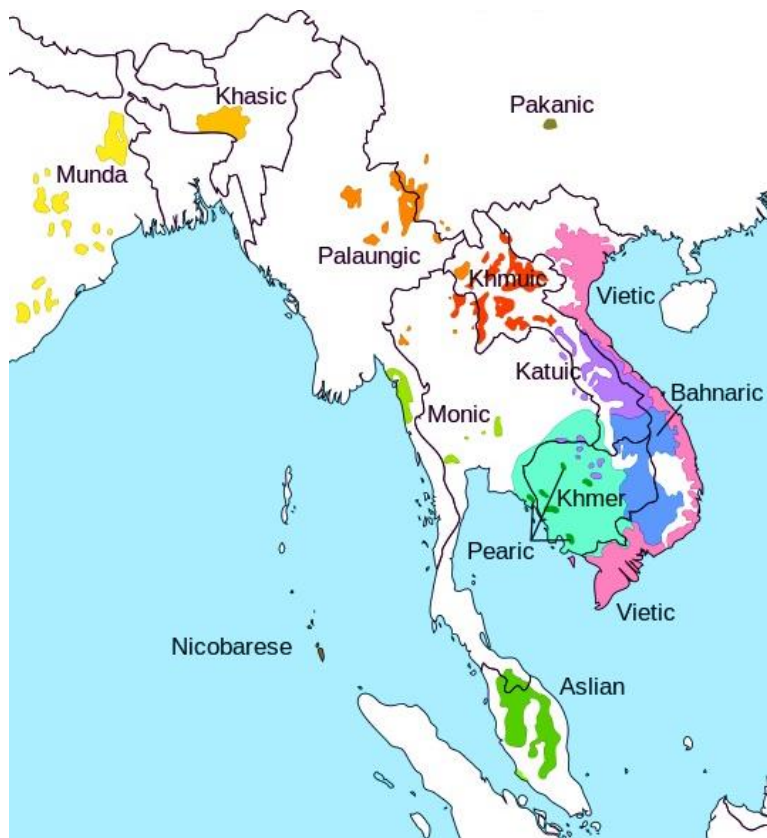 Khasic
Pakanic
Munda
Palaungic
Khmuic
Vietic
Katuic
Bahnaric
Monic
Khmer
Pearic
Vietic
Nicobarese
Aslian